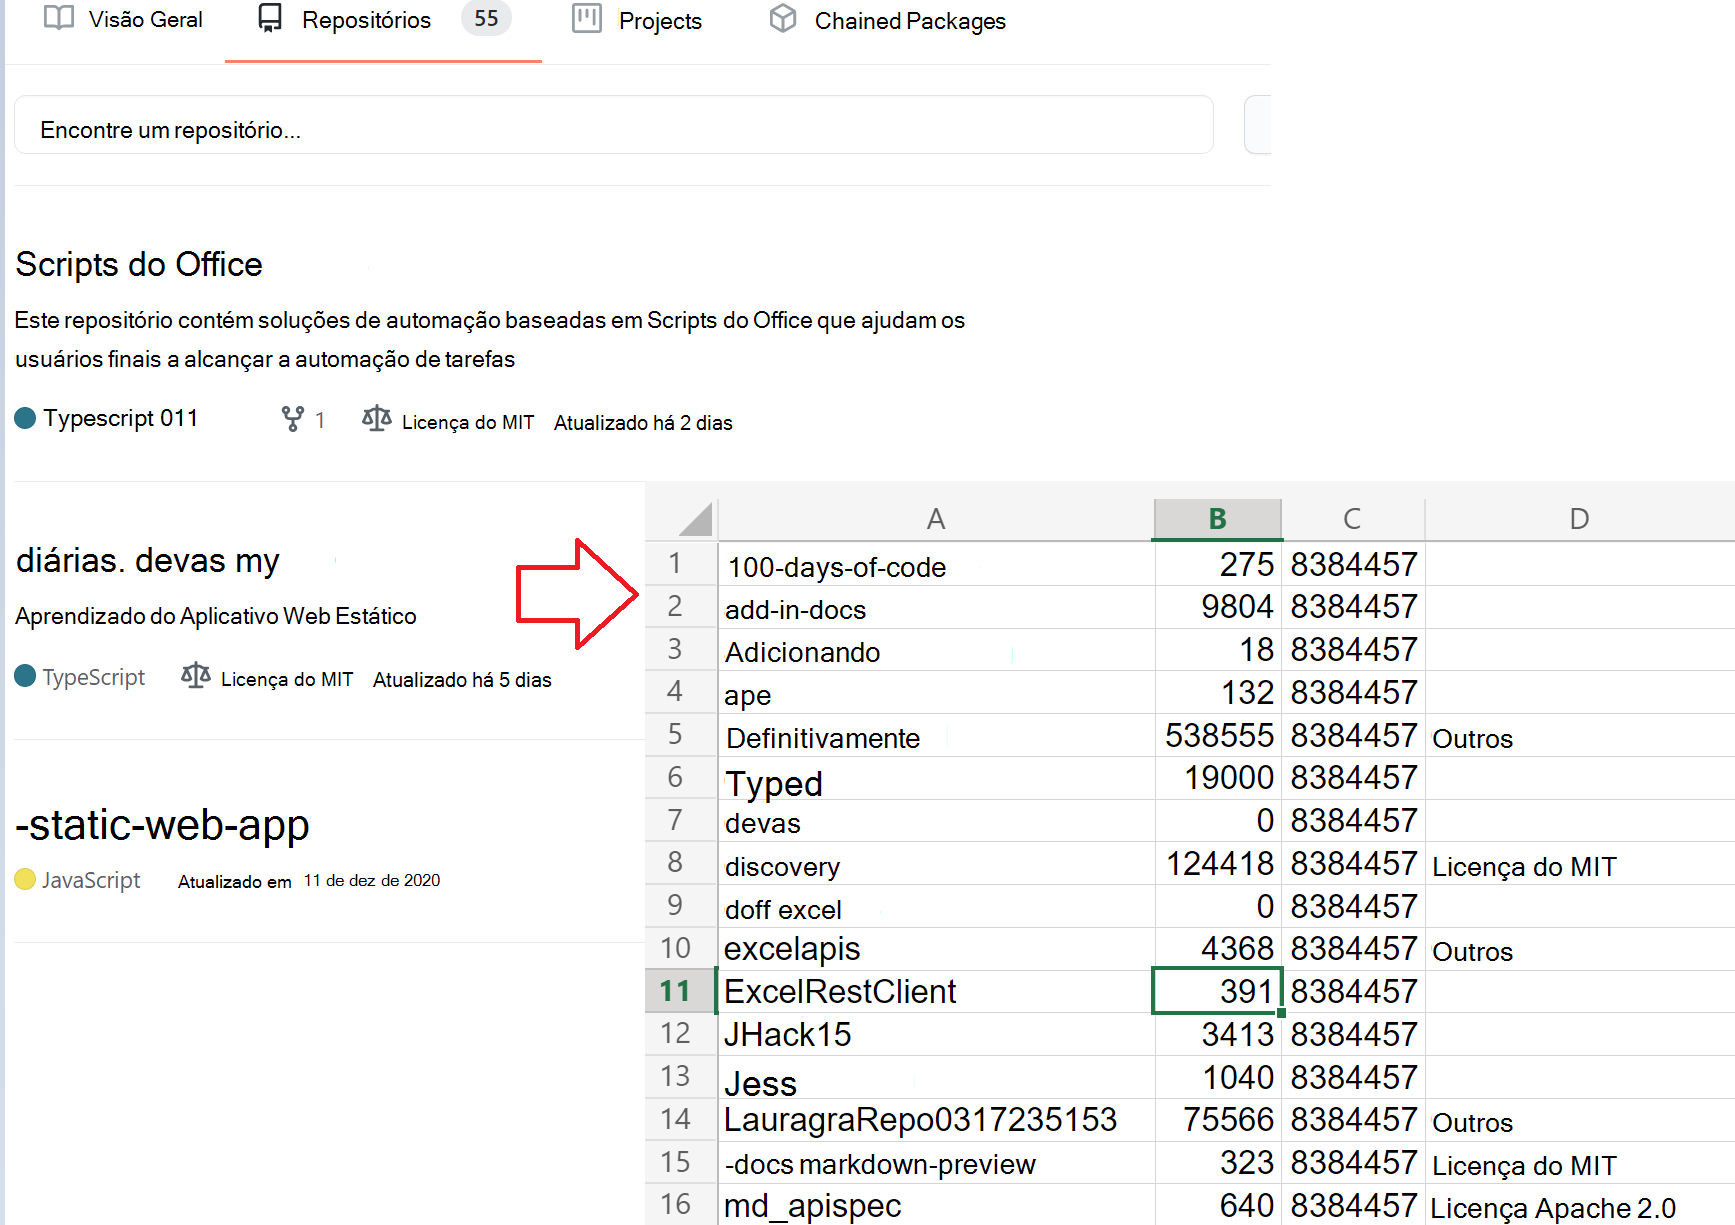 Visão Geral Repositórios 55 Projects Chained Packages
Encontre um repositório...
Scripts do Office
Este repositório contém soluções de automação baseadas em Scripts do Office que ajudam os
usuários finais a alcançar a automação de tarefas
Typescript 011 1 Licença do MIT Atualizado há 2 dias
diárias. devas my
Aprendizado do Aplicativo Web Estático
TypeScript Licença do MIT Atualizado há 5 dias
-static-web-app
JavaScript Atualizado em 11 de dez de 2020
A B C D
1 100-days-of-code 275 8384457
2 add-in-docs 9804 8384457
3 Adicionando 18 8384457
4 ape 132 8384457
5 Definitivamente 538555 8384457 Outros
6 Typed 19000 8384457
7 devas 0 8384457
8 discovery 124418 8384457 Licença do MIT
9 doff excel 0 8384457
10 excelapis 4368 8384457 Outros
11 ExcelRestClient 391 8384457
12 JHack15 3413 8384457
13 Jess 1040 8384457
14 LauragraRepo0317235153 75566 8384457 Outros
15 -docs markdown-preview 323 8384457 Licença do MIT
16 md_apispec 640 8384457 Licença Apache 2.0